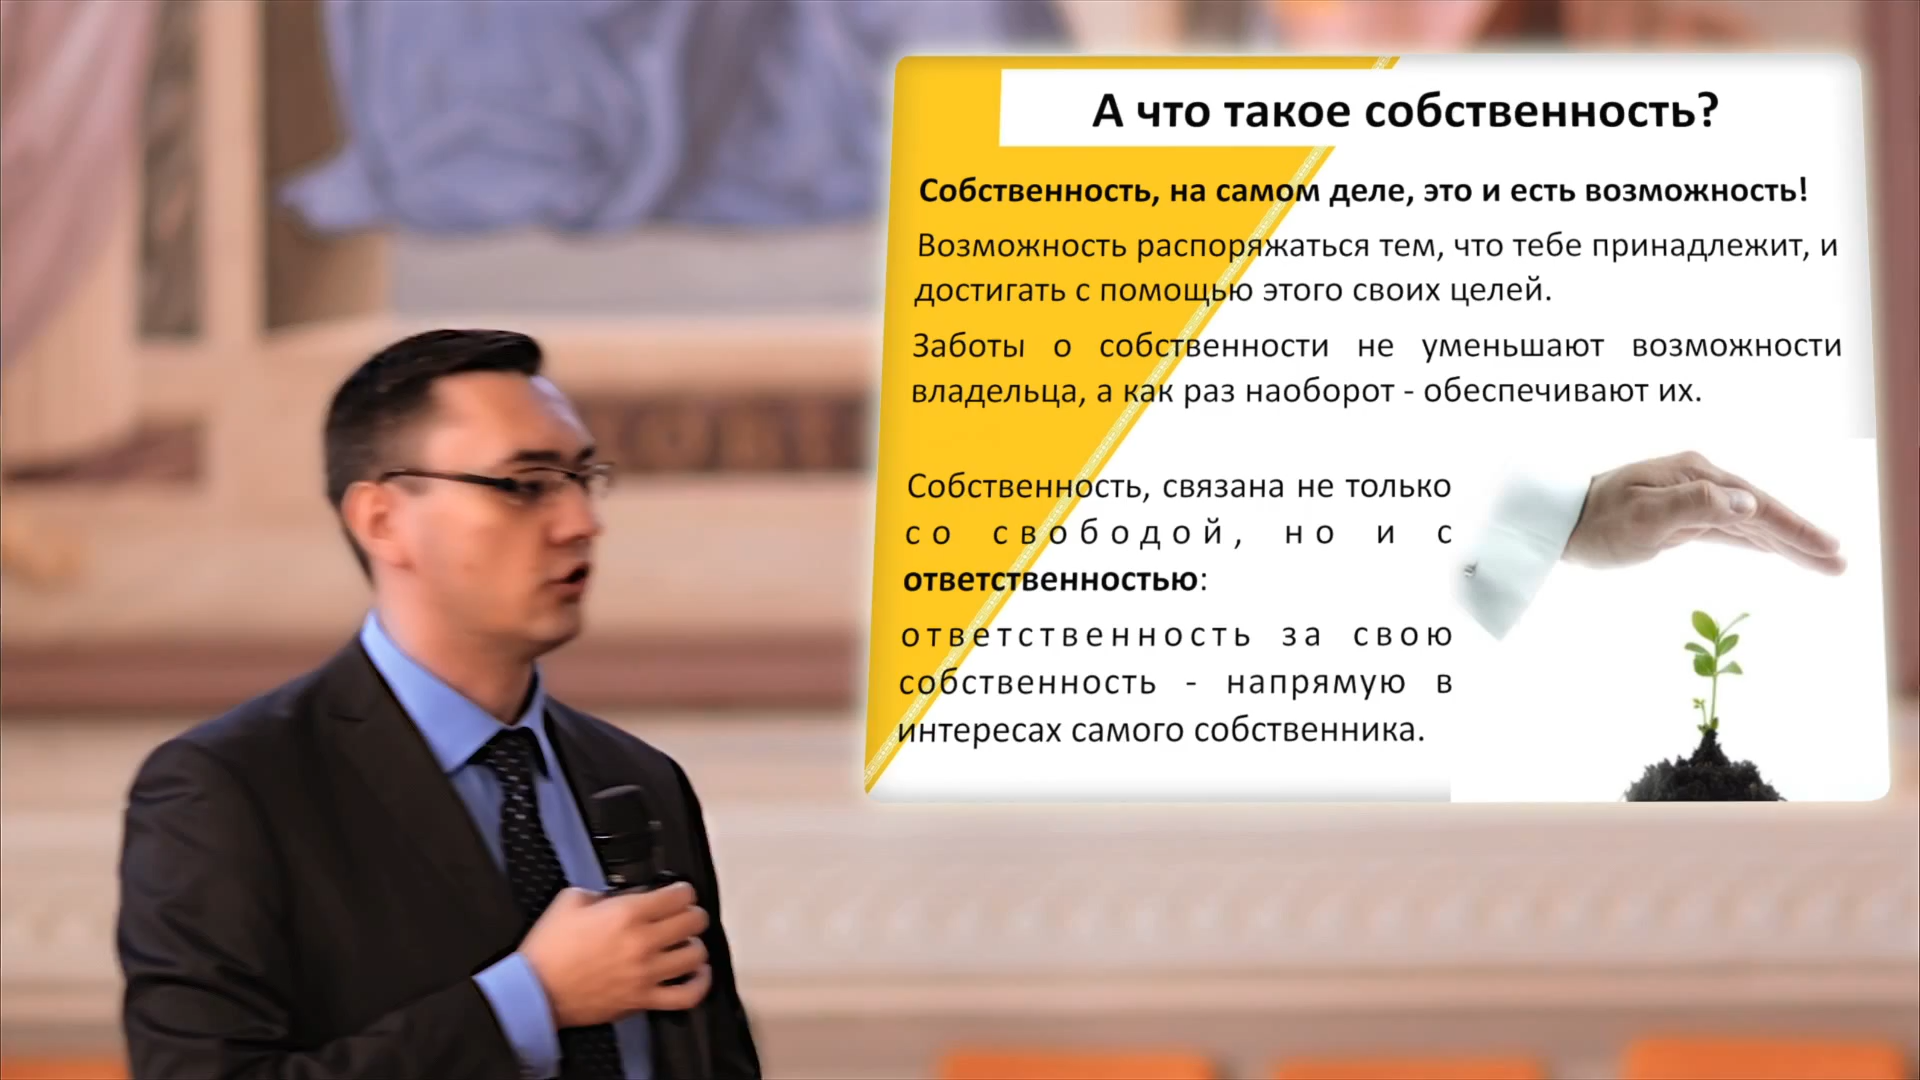 А что такое собственность?
Собственность, на самом деле, это и есть возможность!
Возможность распоряжаться тем, что тебе принадлежит, и
достигать с помощью этого своих целей.
Заботы о собственности не уменьшают возможности
владельца, а как раз наоборот - обеспечивают их.
Собственность, связана не только
со свободой, но и с
ответственностью:
ответственность за свою
собственность - напрямую в
интересах самого собственника.